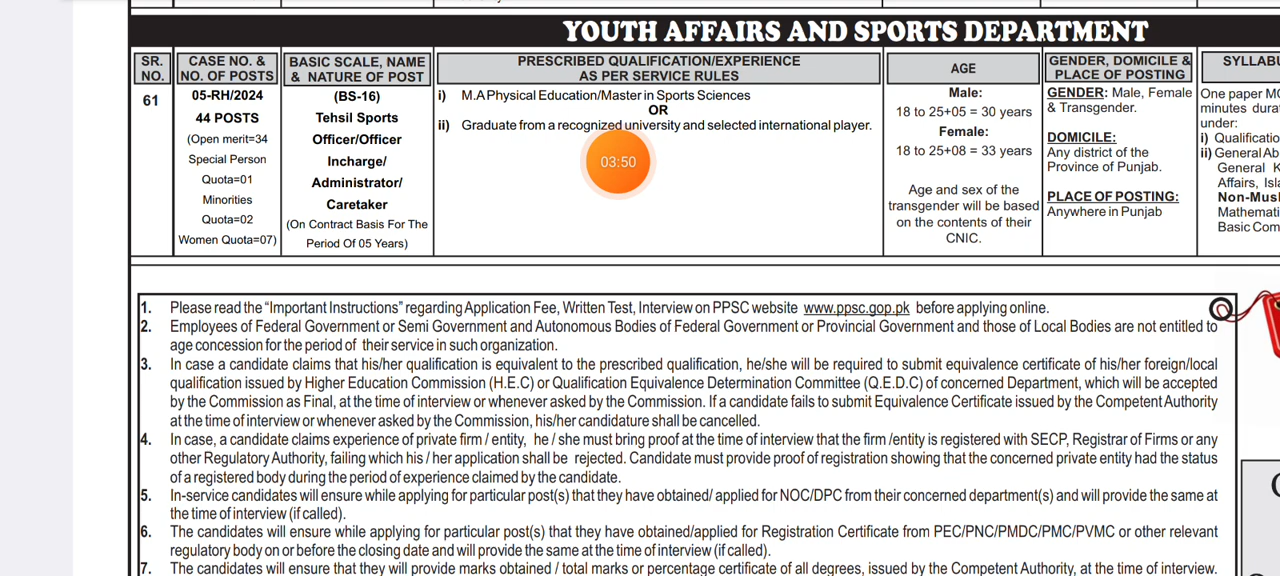 YOUTH AFFAIRS AND SPORTS DEPARTMENT
SR. NO.
CASE NO. & NO. OF POSTS
BASIC SCALE, NAME & NATURE OF POST
PRESCRIBED QUALIFICATION/EXPERIENCE
AS PER SERVICE RULES
AGE
GENDER, DOMICILE & PLACE OF POSTING
61
05-RH/2024
44 POSTS
(Open merit=34
Special Person
Quota=01
Minorities
Quota=02
Women Quota=07)
(BS-16)
Tehsil Sports
Officer/Officer
Incharge/
Administrator/
Caretaker
(On Contract Basis For The
Period Of 05 Years)
i) M.A Physical Education/Master in Sports Sciences
OR
ii) Graduate from a recognized university and selected international player.
03:50
Male:
18 to 25+05 = 30 years
Female:
18 to 25+08 = 33 years
Age and sex of the
transgender will be based
on the contents of their
CNIC.
GENDER: Male, Female
& Transgender.
DOMICILE:
Any district of the
Province of Punjab.
PLACE OF POSTING:
Anywhere in Punjab
One paper
under:
i)
ii) General
General
Affairs,
Basic
1. Please read the “Important Instructions” regarding Application Fee, Written Test, Interview on PPSC website www.ppsc.gop.pk before applying online.
2. Employees of Federal Government or Semi Government and Autonomous Bodies of Federal Government or Provincial Government and those of Local Bodies are not entitled to
age concession for the period of their service in such organization.
3. In case a candidate claims that his/her qualification is equivalent to the prescribed qualification, he/she will be required to submit equivalence certificate of his/her foreign/local
qualification issued by Higher Education Commission (H.E.C) or Qualification Equivalence Determination Committee (Q.E.D.C) of concerned Department, which will be accepted
by the Commission as Final, at the time of interview or whenever asked by the Commission. If a candidate fails to submit Equivalence Certificate issued by the Competent Authority
at the time of interview or whenever asked by the Commission, his/her candidature shall be cancelled.
4. In case, a candidate claims experience of private firm / entity, he / she must bring proof at the time of interview that the firm /entity is registered with SECP, Registrar of Firms or any
other Regulatory Authority, failing which his / her application shall be rejected. Candidate must provide proof of registration showing that the concerned private entity had the status
of a registered body during the period of experience claimed by the candidate.
5. In-service candidates will ensure while applying for particular post(s) that they have obtained/ applied for NOC/DPC from their concerned department(s) and will provide the same at
the time of interview (if called).
6. The candidates will ensure while applying for particular post(s) that they have obtained/applied for Registration Certificate from PEC/PNC/PMDC/PMC/PVMC or other relevant
regulatory body on or before the closing date and will provide the same at the time of interview (if called).
7. The candidates will ensure that they will provide marks obtained / total marks or percentage certificate of all degrees, issued by the Competent Authority, at the time of interview.